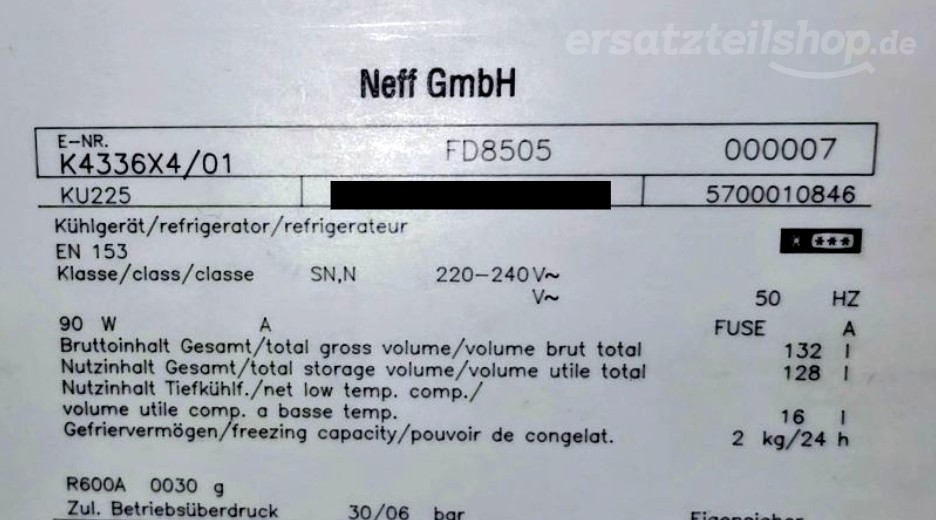 ersatzteilshop.de
Neff GmbH
E-NR.
K4336X4/01 FD8505 000007
KU225 5700010846
Kühlgerät/refrigerator/refrigerateur
EN 153
Klasse/class/classe SN,N 220-240V~
V~
50 HZ
90 W A FUSE A
Bruttoinhalt Gesamt/total gross volume/volume brut total 132 l
Nutzinhalt Gesamt/total storage volume/volume utile total 128 l
Nutzinhalt Tiefkühlf./net low temp. comp./
volume utile comp. a basse temp. 16 l
Gefriervermögen/freezing capacity/pouvoir de congelat. 2 kg/24 h
R600A 0030 g
Zul. Betriebsüberdruck 30/06 bar Eigensicher